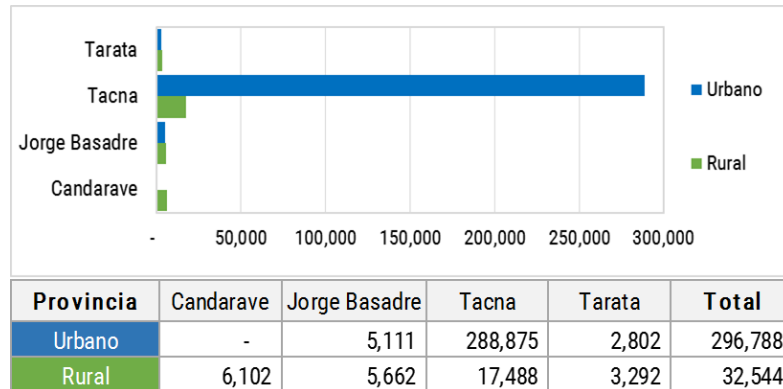 Tarata
Tacna
Jorge Basadre
Candarave
Urbano
Rural
- 50,000 100,000 150,000 200,000 250,000 300,000
Provincia Candarave Jorge Basadre Tacna Tarata Total
Urbano - 5,111 288,875 2,802 296,788
Rural 6,102 5,662 17,488 3,292 32,544